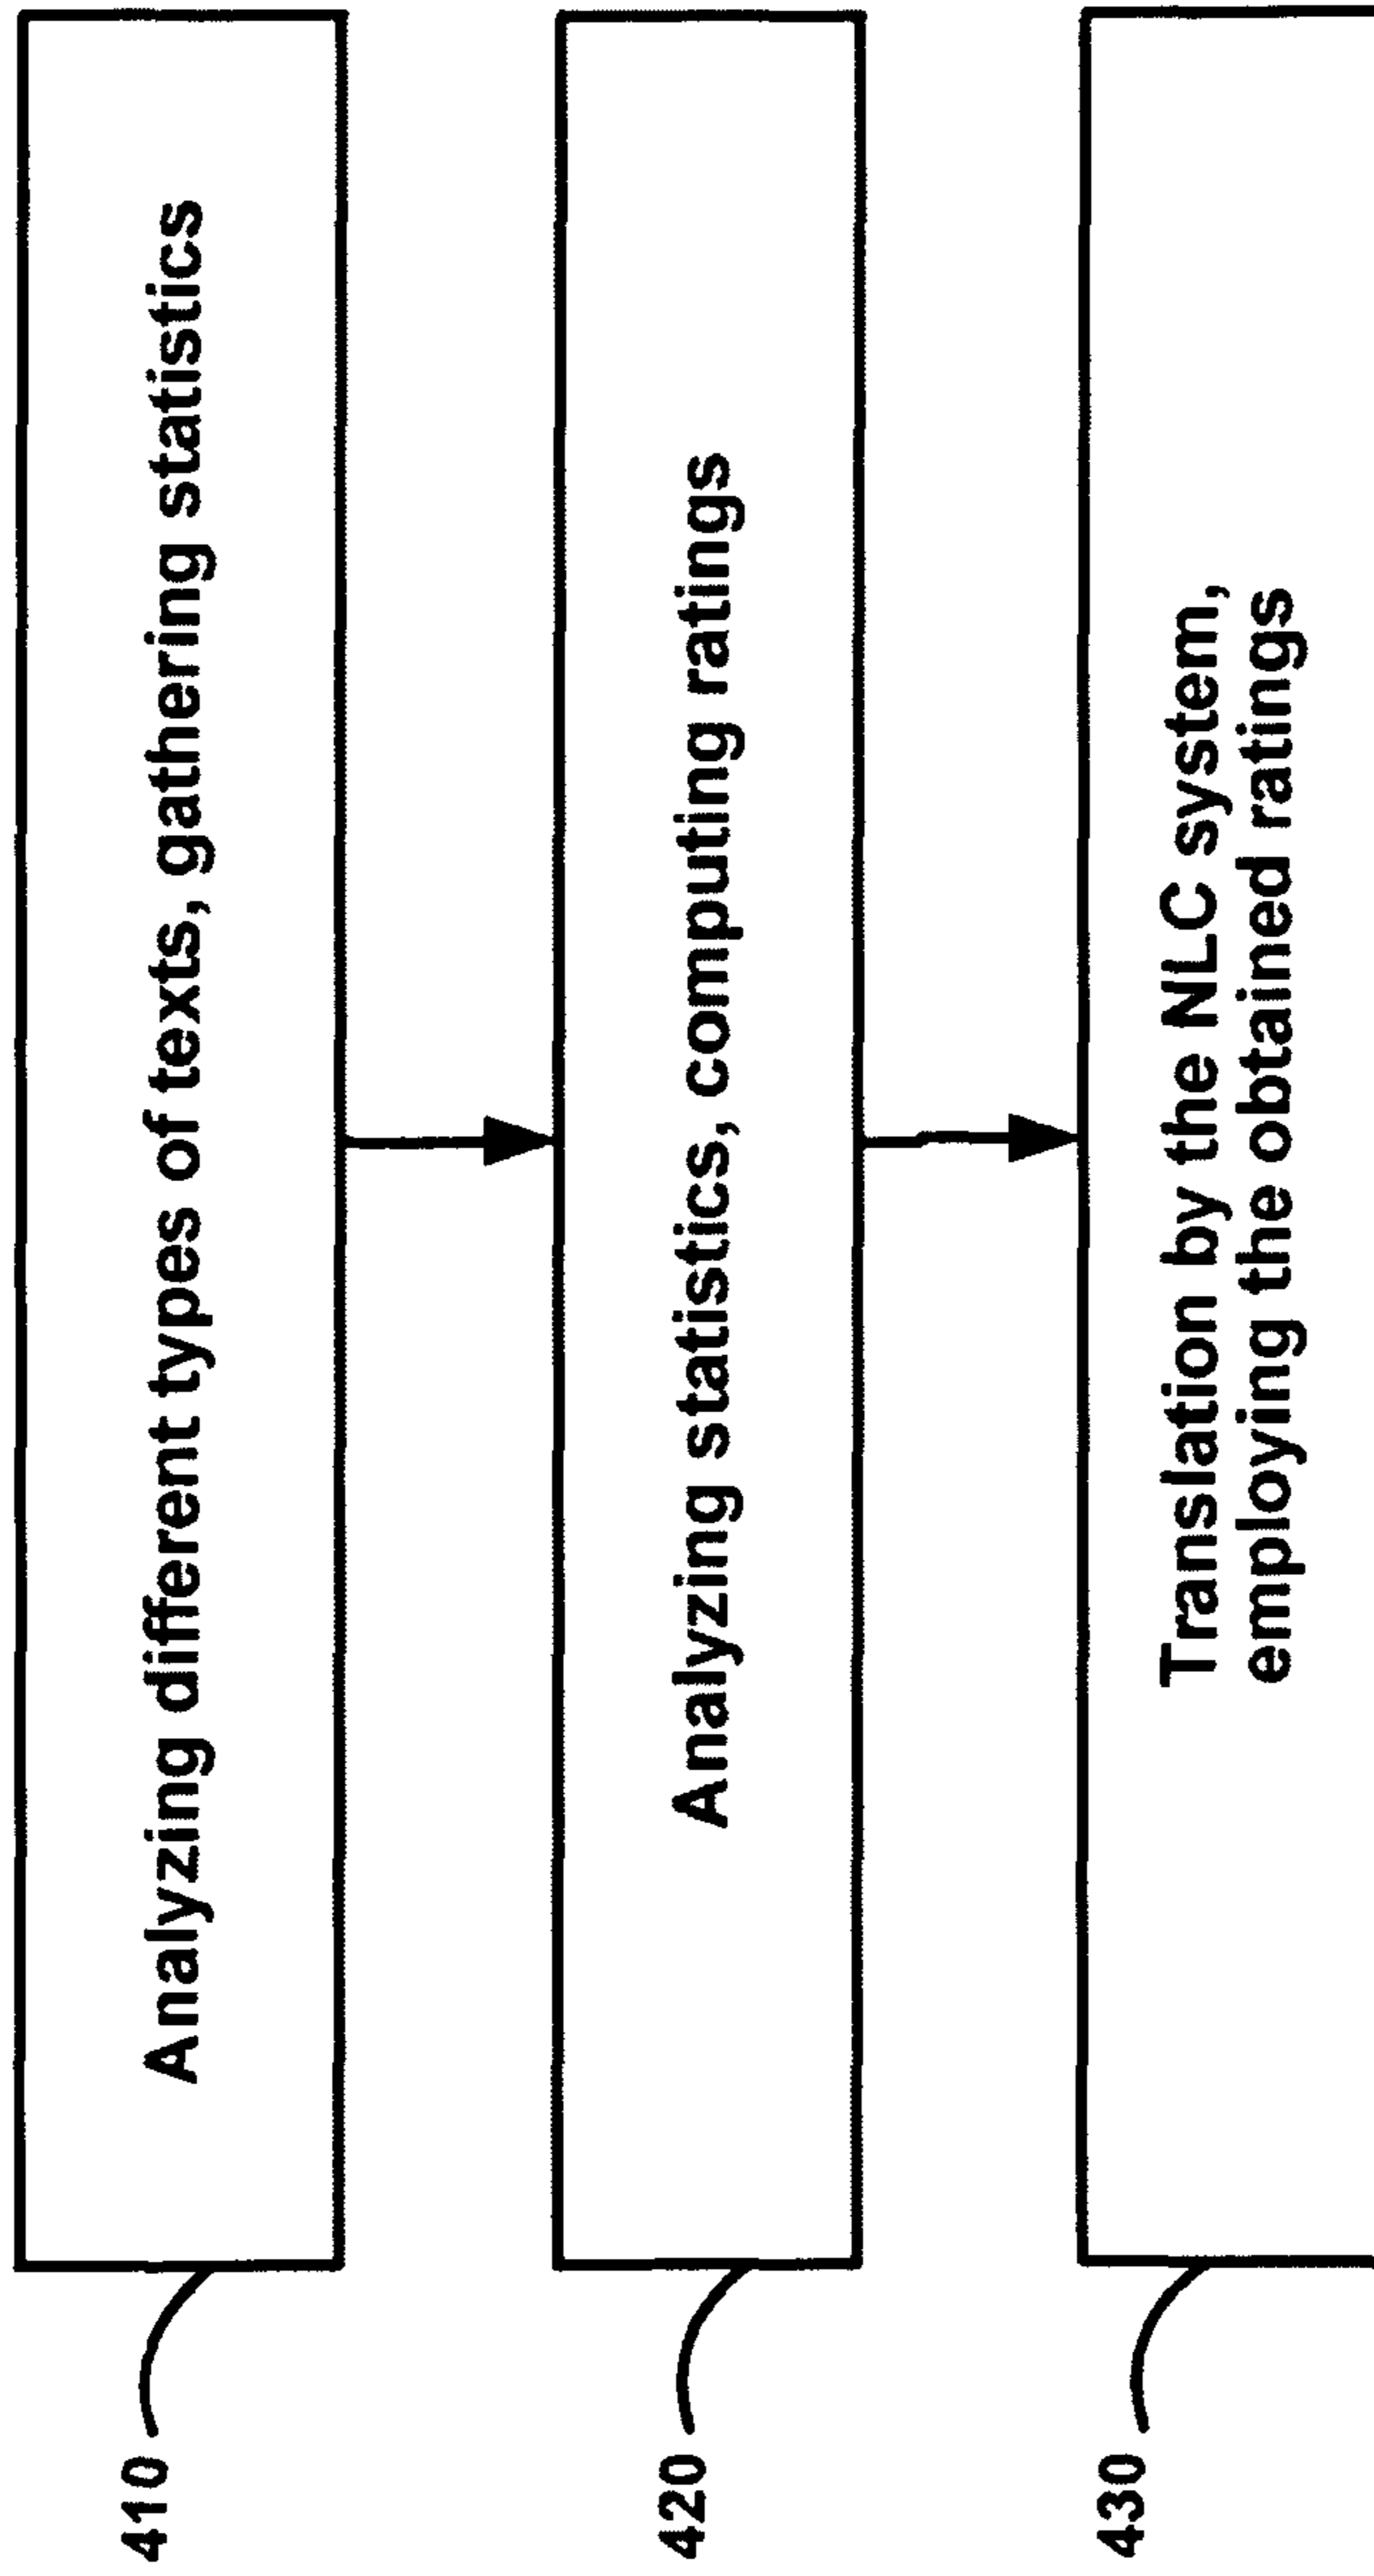 410
Analyzing different types of texts, gathering statistics
420
Analyzing statistics, computing ratings
430
Translation by the NLC system,
employing the obtained ratings